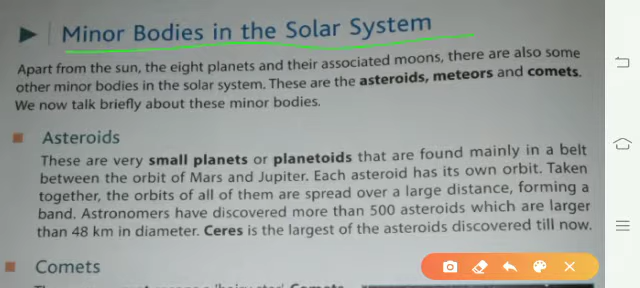 Minor Bodies in the Solar System
Apart from the sun, the eight planets and their associated moons, there are also some
other minor bodies in the solar system. These are the asteroids, meteors and comets.
We now talk briefly about these minor bodies.
Asteroids
These are very small planets or planetoids that are found mainly in a belt
between the orbit of Mars and Jupiter. Each asteroid has its own orbit. Taken
together, the orbits of all of them are spread over a large distance, forming a
band. Astronomers have discovered more than 500 asteroids which are larger
than 48 km in diameter. Ceres is the largest of the asteroids discovered till now.
Comets